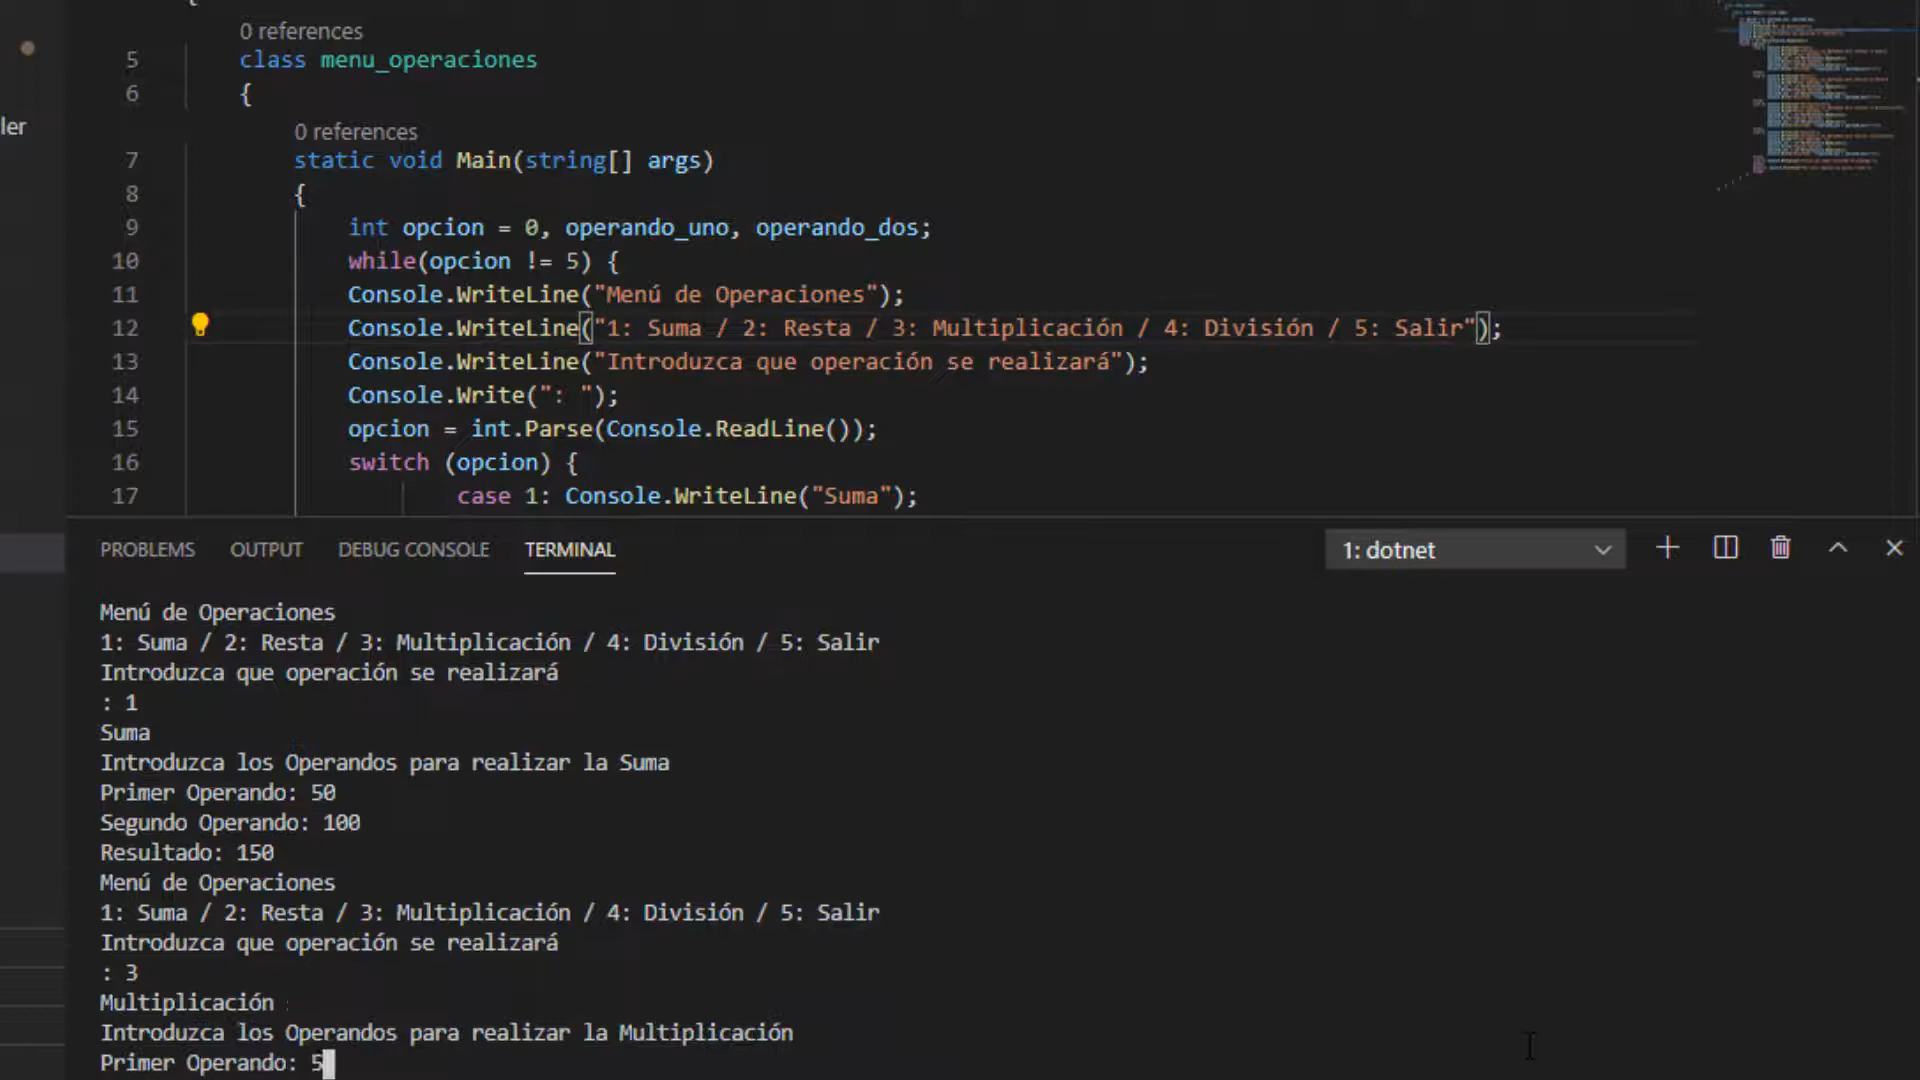 0 references
5 class menu_operaciones
6 {
ler
0 references
7 static void Main(string[] args)
8 {
9 int opcion = 0, operando_uno, operando_dos;
10 while(opcion != 5) {
11 Console.WriteLine("Menú de Operaciones");
12 Console.WriteLine("1: Suma / 2: Resta / 3: Multiplicación / 4: División / 5: Salir");
13 Console.WriteLine("Introduzca que operación se realizará");
14 Console.Write(": ");
15 opcion = int.Parse(Console.ReadLine());
16 switch (opcion) {
17 case 1: Console.WriteLine("Suma");
PROBLEMS OUTPUT DEBUG CONSOLE TERMINAL 1: dotnet
Menú de Operaciones
1: Suma / 2: Resta / 3: Multiplicación / 4: División / 5: Salir
Introduzca que operación se realizará
: 1
Suma
Introduzca los Operandos para realizar la Suma
Primer Operando: 50
Segundo Operando: 100
Resultado: 150
Menú de Operaciones
1: Suma / 2: Resta / 3: Multiplicación / 4: División / 5: Salir
Introduzca que operación se realizará
: 3
Multiplicación
Introduzca los Operandos para realizar la Multiplicación
Primer Operando: 5